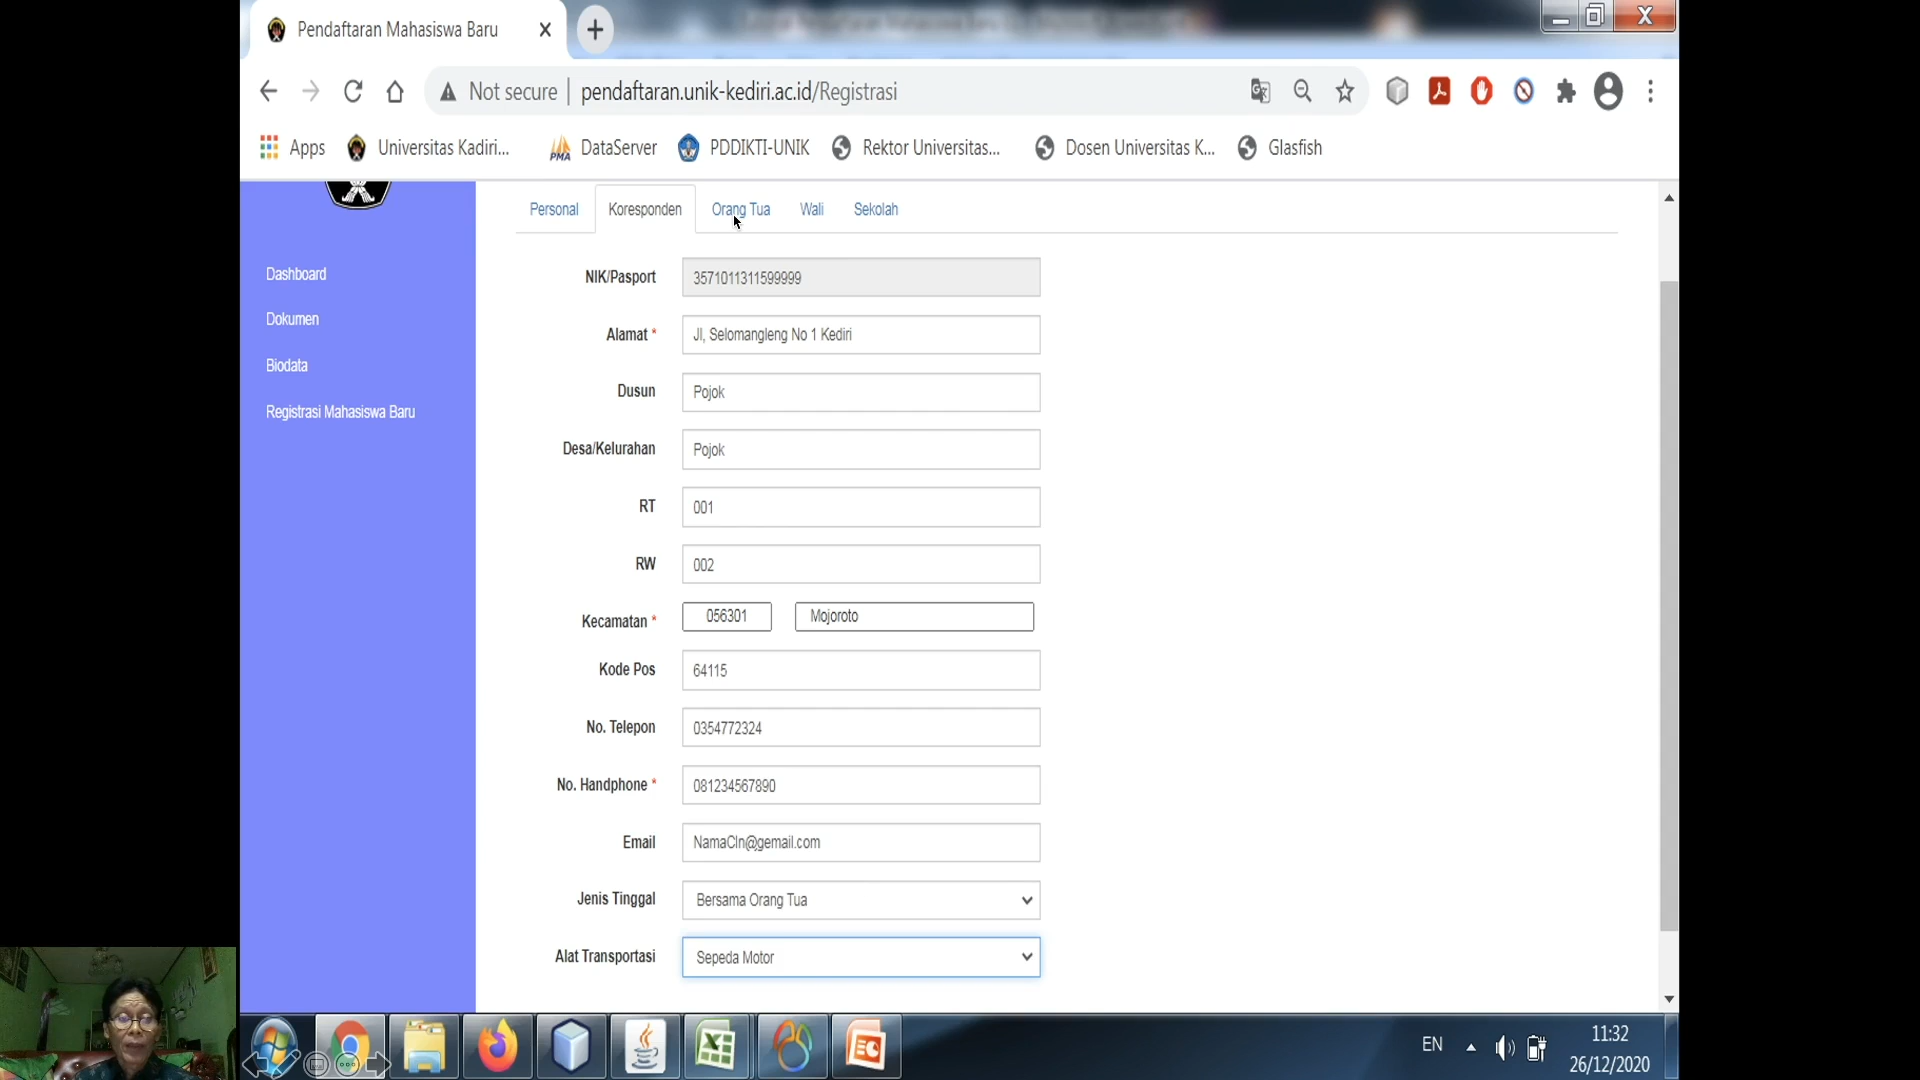 Pendaftaran Mahasiswa Baru
Not secure | pendaftaran.unik-kediri.ac.id/Registrasi
Apps Universitas Kadiri... DataServer PDDIKTI-UNIK Rektor Universitas... Dosen Universitas K... Glasfish
Personal Koresponden Orang Tua Wali Sekolah
Dashboard
Dokumen
Biodata
Registrasi Mahasiswa Baru
NIK/Pasport 3571011311599999
Alamat * Jl, Selomangleng No 1 Kediri
Dusun Pojok
Desa/Kelurahan Pojok
RT 001
RW 002
Kecamatan * 056301 Mojoroto
Kode Pos 64115
No. Telepon 0354772324
No. Handphone * 081234567890
Email NamaCln@gemail.com
Jenis Tinggal Bersama Orang Tua
Alat Transportasi Sepeda Motor
EN
11:32
26/12/2020